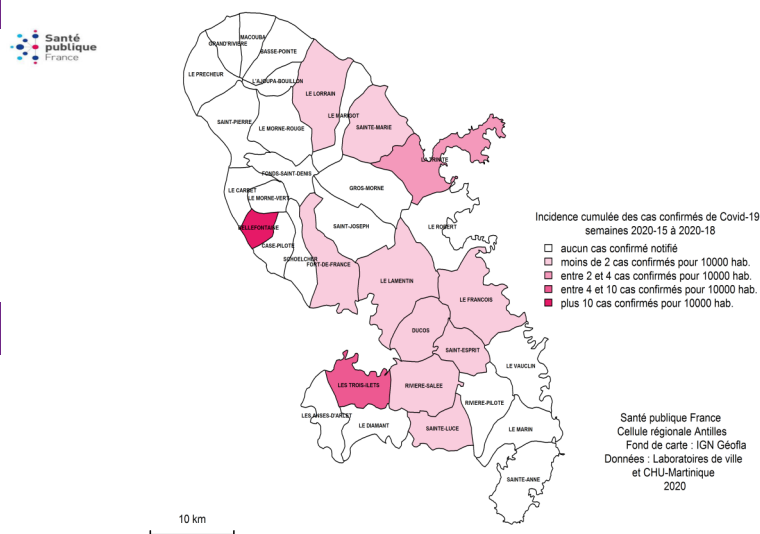 Santé
publique
France
MACOUBA
GRAND'RIVIERE
BASSE-POINTE
LE PRECHEUR
L'AJOUPA-BOUILLON
LE LORRAIN
LE MARIGOT
SAINT-PIERRE
LE MORNE-ROUGE
SAINTE-MARIE
LA TRINITE
FONDS-SAINT-DENIS
LE CARBET
GROS-MORNE
LE MORNE-VERT
BELLEFONTAINE
SAINT-JOSEPH
LE ROBERT
CASE-PILOTE
SCHOELCHER
FORT-DE-FRANCE
LE LAMENTIN
LE FRANCOIS
DUCOS
SAINT-ESPRIT
LE VAUCLIN
LES TROIS-ILETS
RIVIERE-SALEE
RIVIERE-PILOTE
LES ANSES-D'ARLET
LE DIAMANT
SAINTE-LUCE
LE MARIN
SAINTE-ANNE
Incidence cumulée des cas confirmés de Covid-19
semaines 2020-15 à 2020-18
aucun cas confirmé notifié
moins de 2 cas confirmés pour 10000 hab.
entre 2 et 4 cas confirmés pour 10000 hab.
entre 4 et 10 cas confirmés pour 10000 hab.
plus 10 cas confirmés pour 10000 hab.
Santé publique France
Cellule régionale Antilles
Fond de carte : IGN Géofla
Données : Laboratoires de ville
et CHU-Martinique
2020
10 km